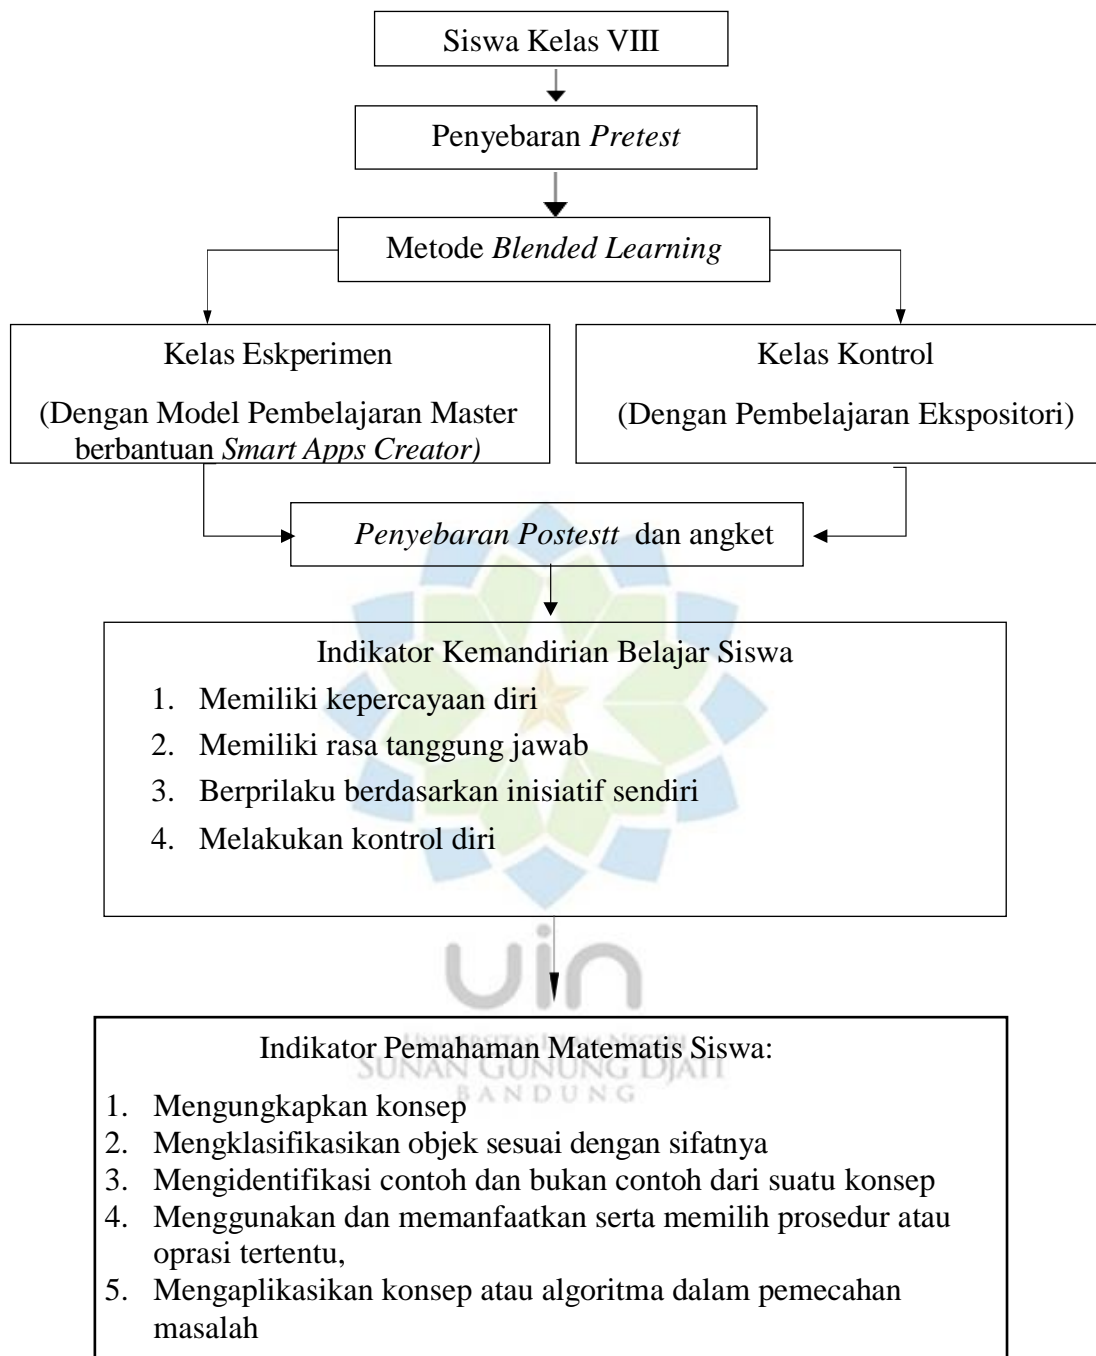 Siswa Kelas VIII
Penyebaran Pretest
Metode Blended Learning
Kelas Eskperimen
(Dengan Model Pembelajaran Master
berbantuan Smart Apps Creator)
Kelas Kontrol
(Dengan Pembelajaran Ekspositori)
Penyebaran Postestt dan angket
Indikator Kemandirian Belajar Siswa
1. Memiliki kepercayaan diri
2. Memiliki rasa tanggung jawab
3. Berprilaku berdasarkan inisiatif sendiri
4. Melakukan kontrol diri
uin
Indikator Pemahaman Matematis Siswa:
UNIVERSITAS ISLAM NEGERI
SUNAN GUNUNG DJATI
BANDUNG
1. Mengungkapkan konsep
2. Mengklasifikasikan objek sesuai dengan sifatnya
3. Mengidentifikasi contoh dan bukan contoh dari suatu konsep
4. Menggunakan dan memanfaatkan serta memilih prosedur atau
oprasi tertentu,
5. Mengaplikasikan konsep atau algoritma dalam pemecahan
masalah